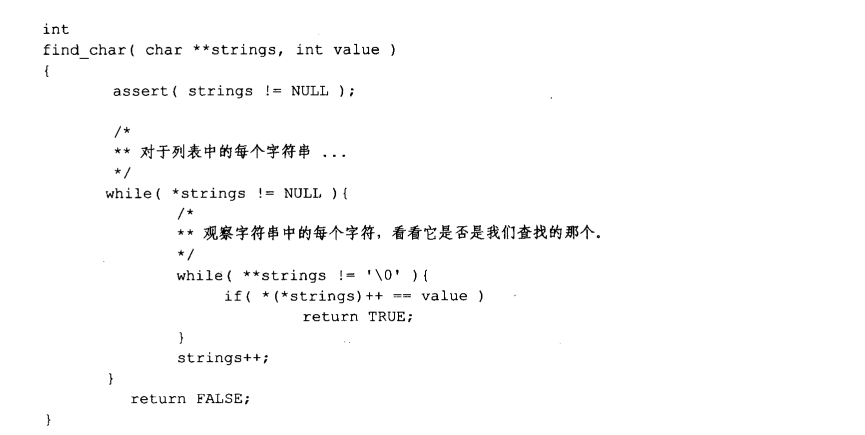 int
find_char( char **strings, int value )
{
assert( strings != NULL );
/*
** 对于列表中的每个字符串 ...
*/
while( *strings != NULL ){
/*
** 观察字符串中的每个字符，看看它是否是我们查找的那个。
*/
while( **strings != '\0' ){
if( *(*strings)++ == value )
return TRUE;
}
strings++;
}
return FALSE;
}